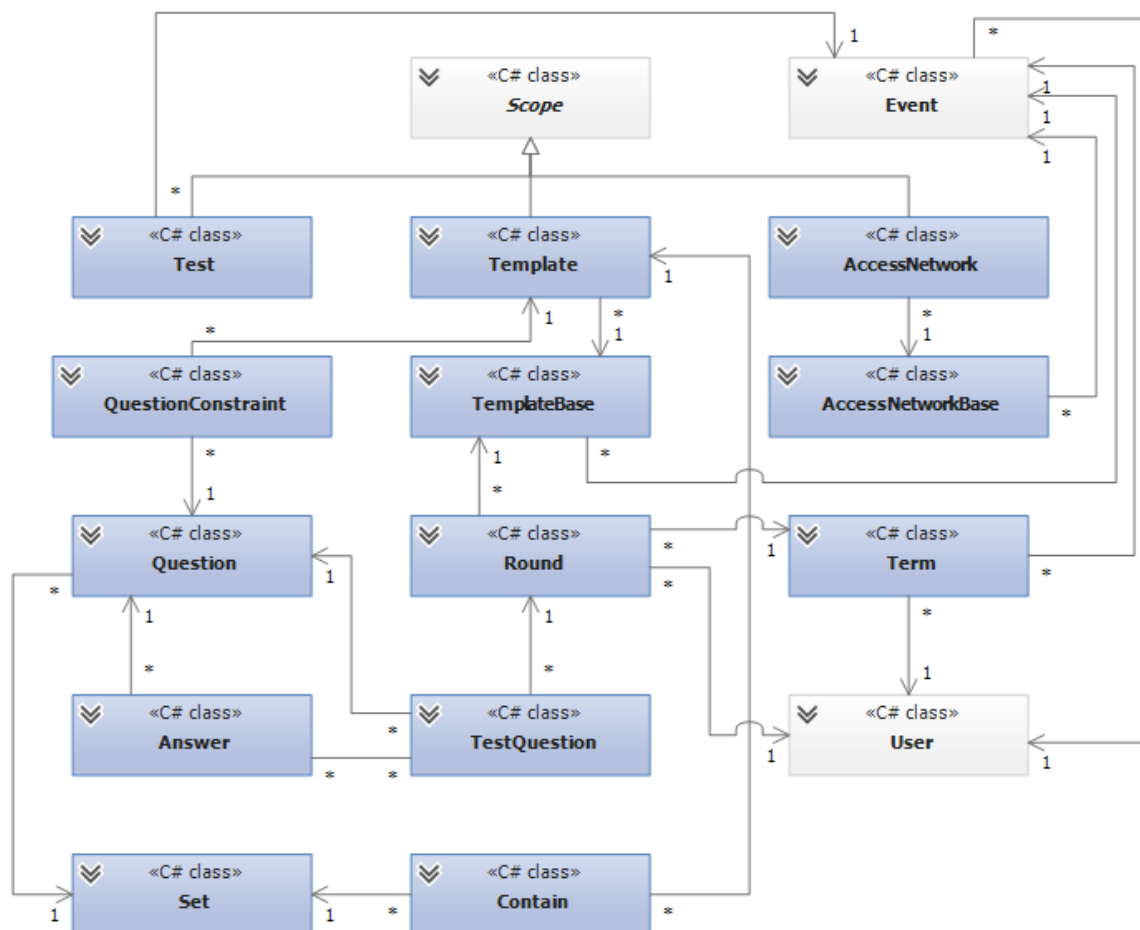 1
*
«C# class»
Scope
«C# class»
Event
1
1
1
*
«C# class»
Test
«C# class»
Template
1
«C# class»
AccessNetwork
*
1
*
1
*
1
«C# class»
QuestionConstraint
«C# class»
TemplateBase
«C# class»
AccessNetworkBase
*
*
1
*
1
*
«C# class»
Question
1
*
«C# class»
Round
*
*
1
«C# class»
Term
*
1
*
1
*
*
1
«C# class»
Answer
*
*
*
«C# class»
TestQuestion
1
«C# class»
User
1
«C# class»
Set
1
1
*
«C# class»
Contain
*